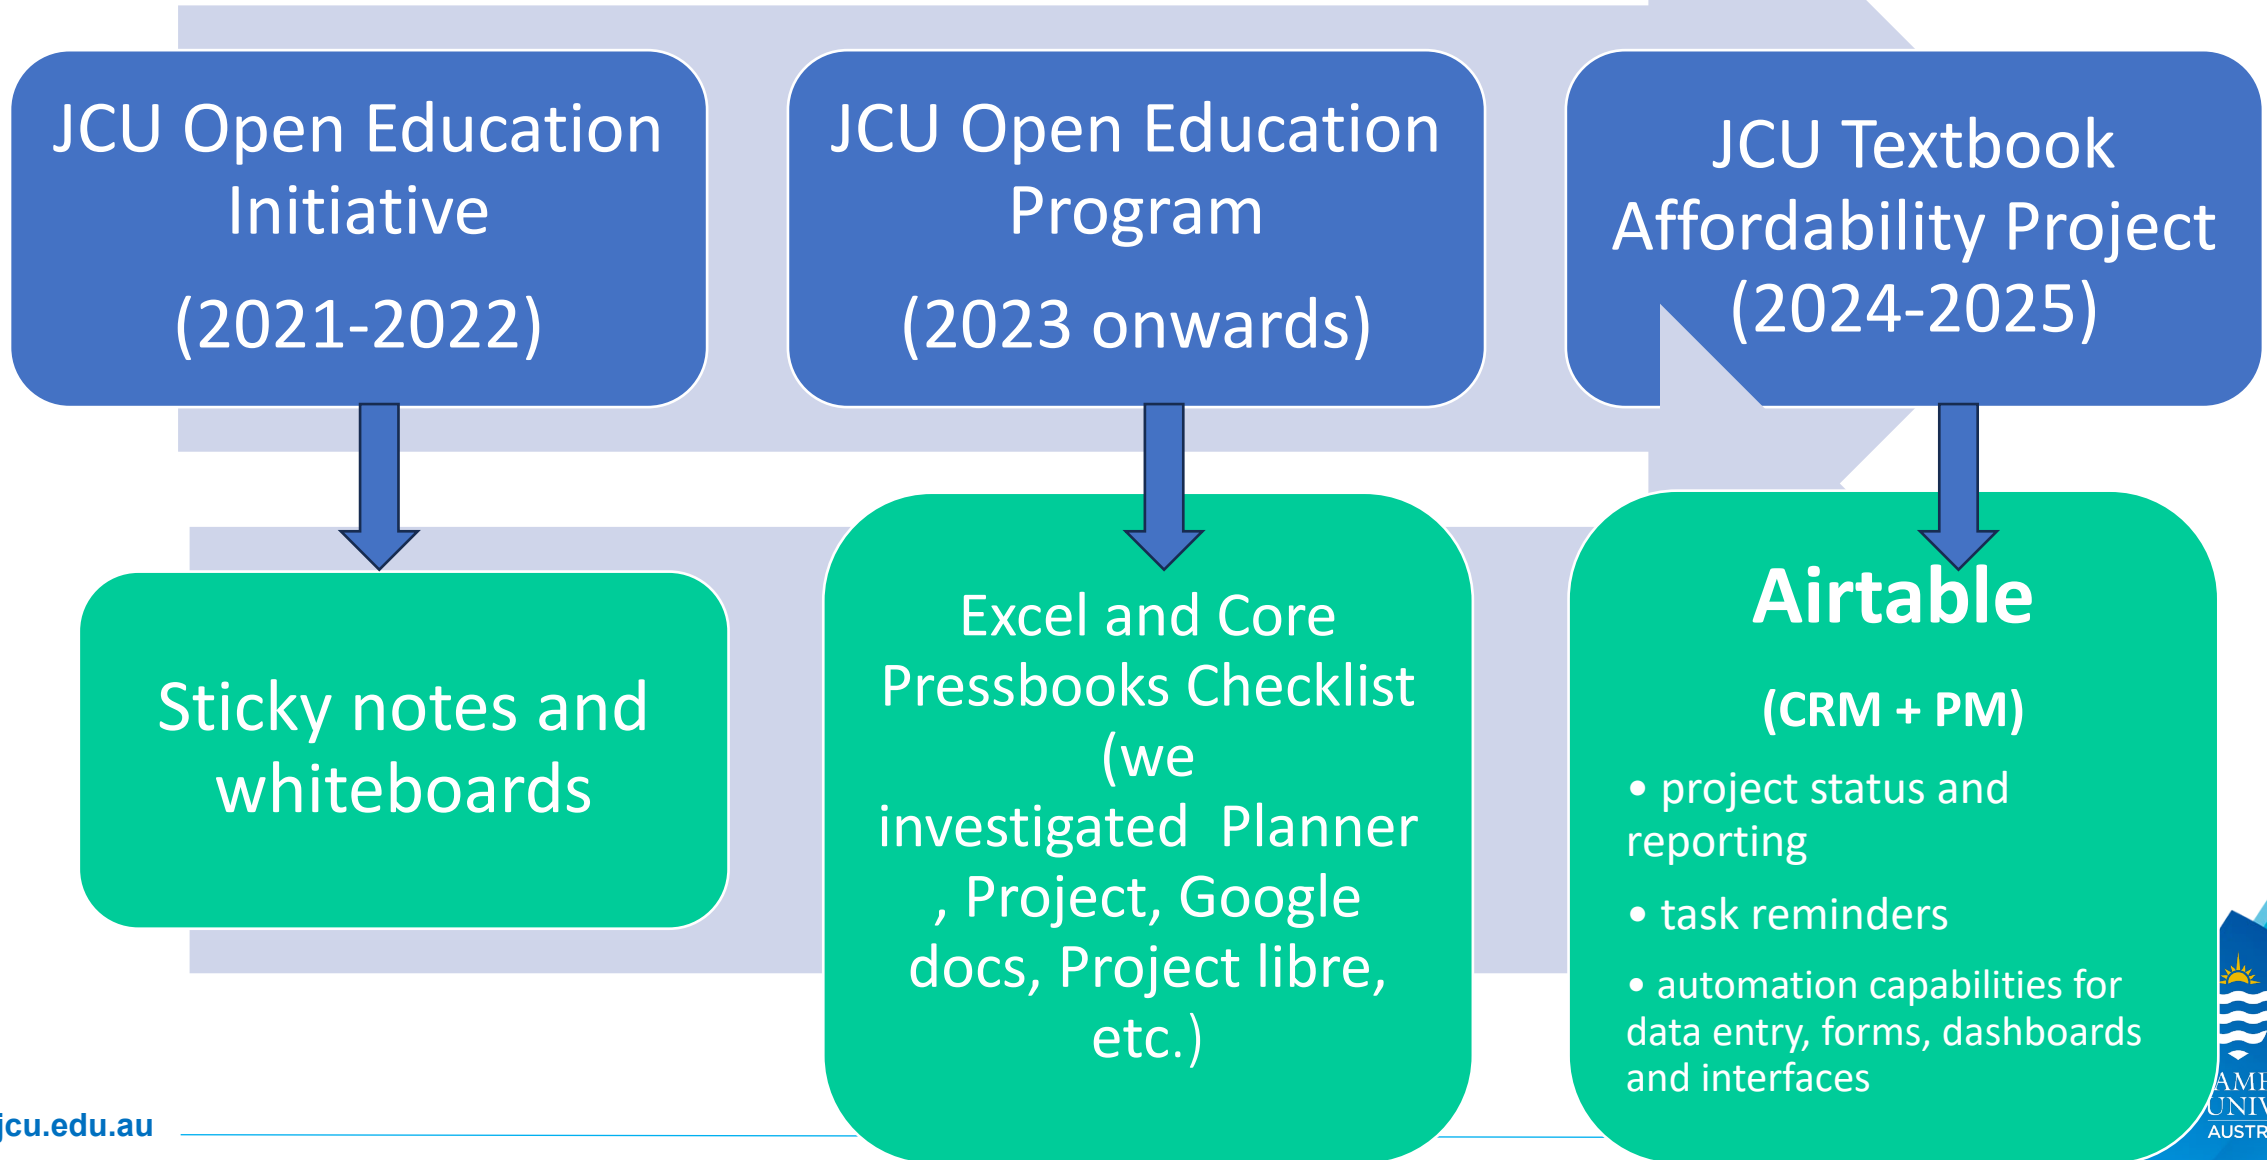 JCU Open Education
Initiative
(2021-2022)
JCU Open Education
Program
(2023 onwards)
JCU Textbook
Affordability Project
(2024-2025)
Sticky notes and
whiteboards
Excel and Core
Pressbooks Checklist
(we
investigated  Planner
, Project, Google
docs, Project libre,
etc.)
Airtable
(CRM + PM)
• project status and
reporting
• task reminders
• automation capabilities for
data entry, forms, dashboards
and interfaces
jcu.edu.au